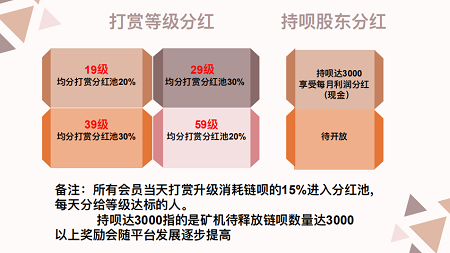 打赏等级分红
持呗股东分红
19级
均分打赏分红池20%
29级
均分打赏分红池30%
持呗达3000
享受每月利润分红
（现金）
39级
均分打赏分红池30%
59级
均分打赏分红池20%
待开放
备注：所有会员当天打赏升级消耗链呗的15%进入分红池，
每天分给等级达标的人。
持呗达3000指的是矿机待释放链呗数量达3000
以上奖励会随平台发展逐步提高